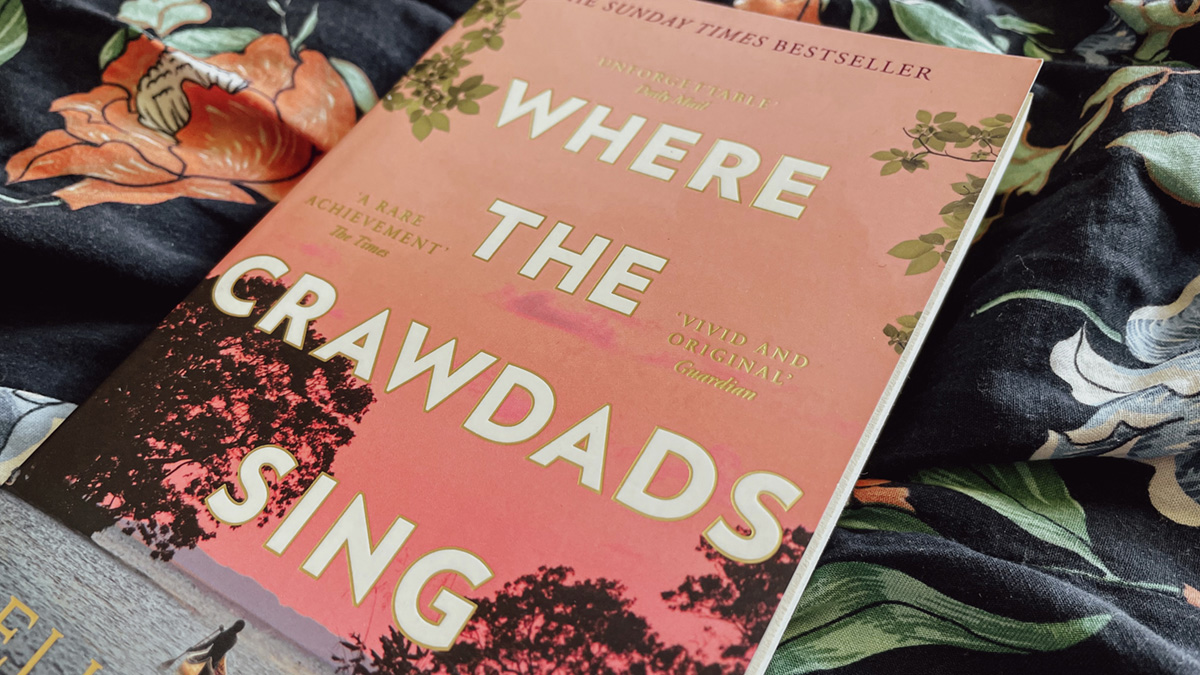 THE SUNDAY TIMES BESTSELLER
'UNFORGETTABLE'
Daily Mail
WHERE
THE
'A RARE
ACHIEVEMENT'
The Times
'VIVID AND
ORIGINAL'
Guardian
CRAWDADS
SING